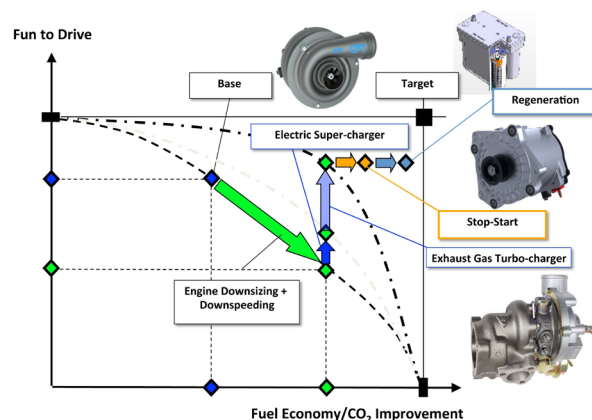 Fun to Drive
Base
Target
Regeneration
Electric Super-charger
Stop-Start
Exhaust Gas Turbo-charger
Engine Downsizing +
Downspeeding
Fuel Economy/CO₂ Improvement